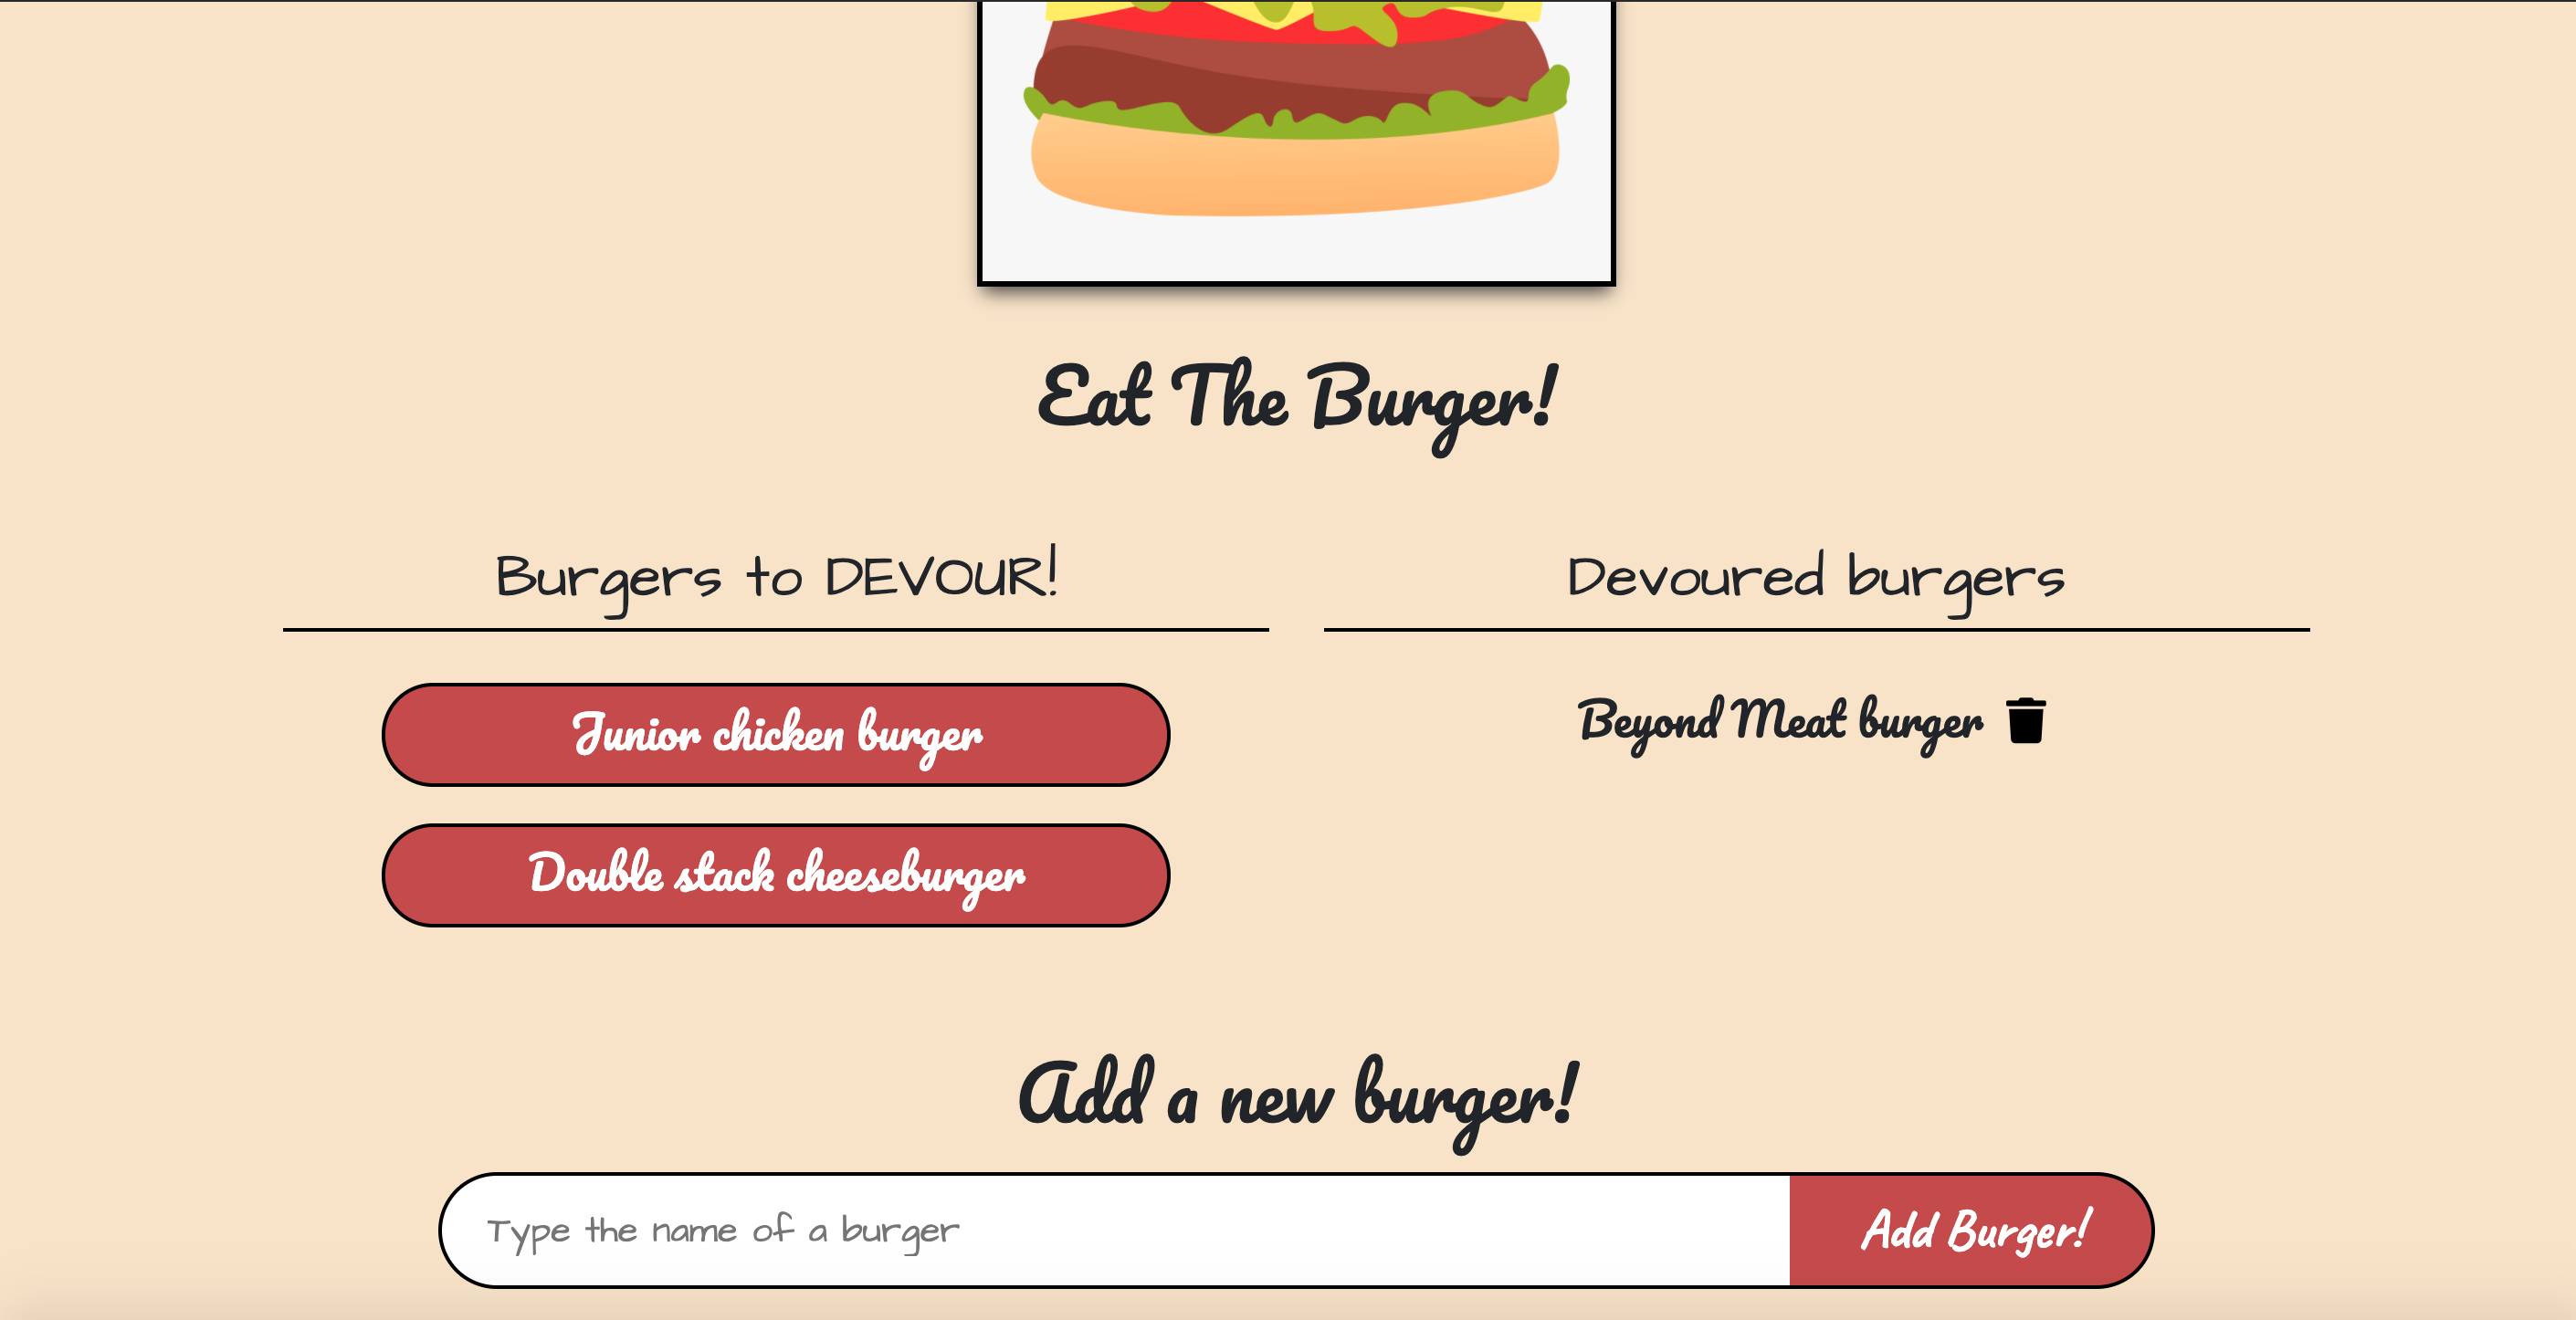 Eat The Burger!
Burgers to DEVOUR!
Junior chicken burger
Double stack cheeseburger
Devoured burgers
Beyond Meat burger
Add a new burger!
Type the name of a burger
Add Burger!